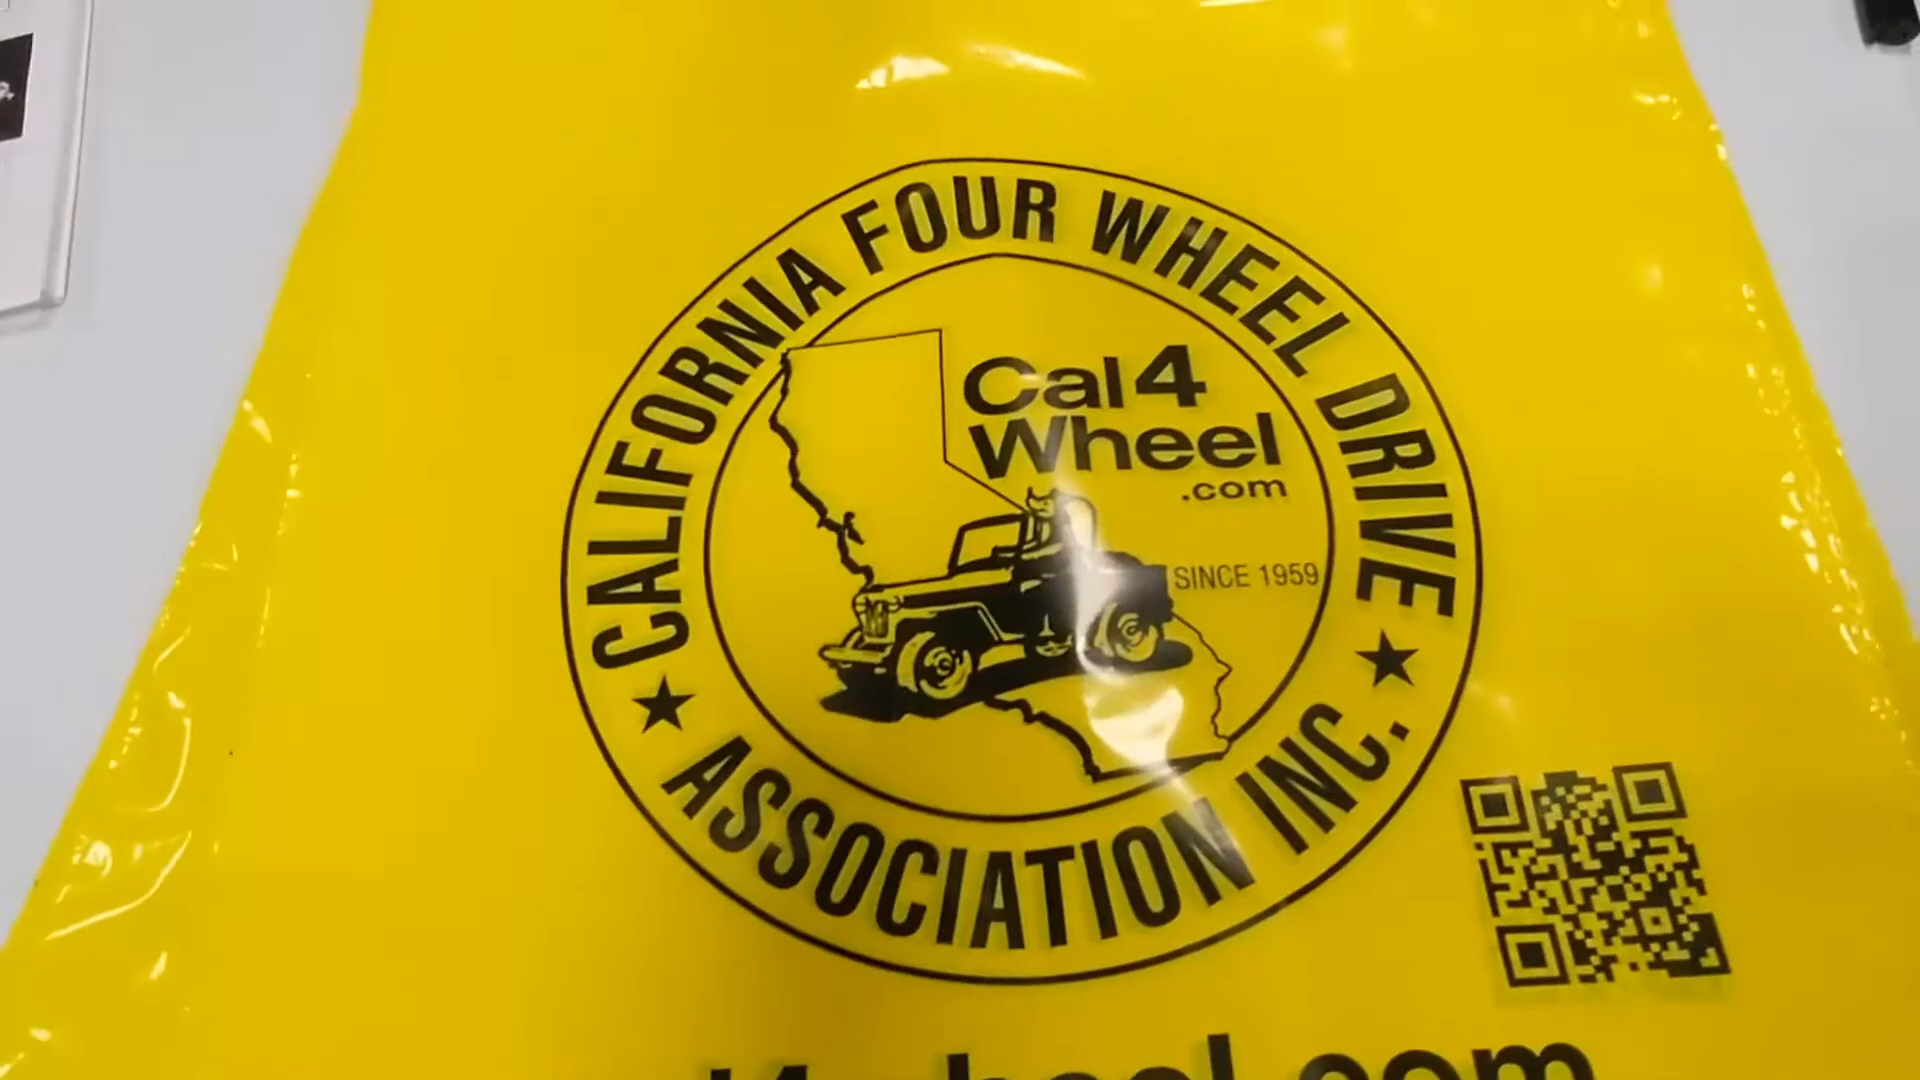 CALIFORNIA FOUR WHEEL DRIVE
Cal4
Wheel
.com
SINCE 1959
★ ASSOCIATION INC. ★